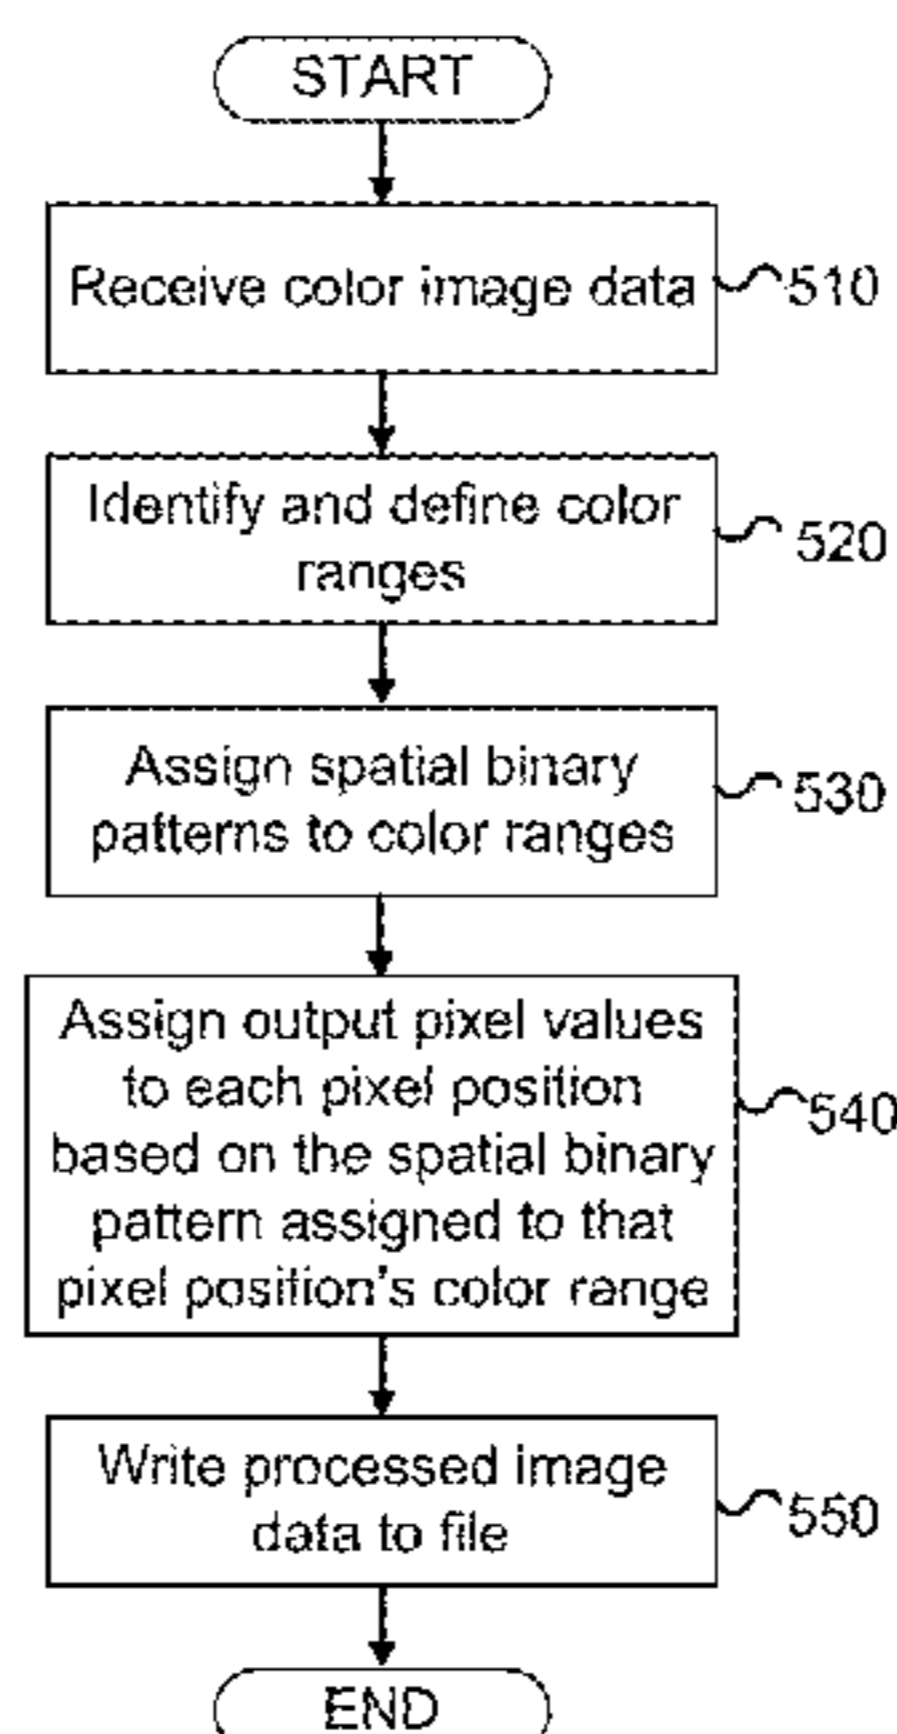 START
Receive color image data
510
Identify and define color
ranges
520
Assign spatial binary
patterns to color ranges
530
Assign output pixel values
to each pixel position
based on the spatial binary
pattern assigned to that
pixel position's color range
540
Write processed image
data to file
550
END